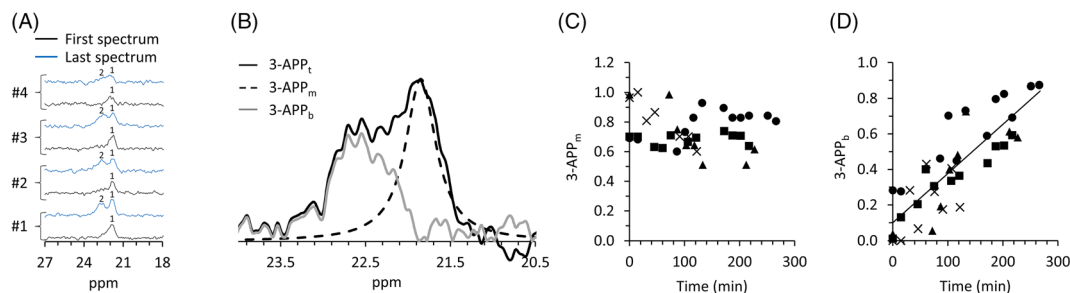 (A)
First spectrum
Last spectrum
#4
2 1
1
#3
2 1
1
#2
2 1
1
#1
2 1
1
27 24 21 18
ppm
(B)
3-APPt
3-APPm
3-APPb
23.5 22.5 21.5 20.5
ppm
(C)
3-APPm
1.2
1.0
0.8
0.6
0.4
0.2
0.0
0 100 200 300
Time (min)
(D)
3-APPb
1.2
1.0
0.8
0.6
0.4
0.2
0.0
0 100 200 300
Time (min)